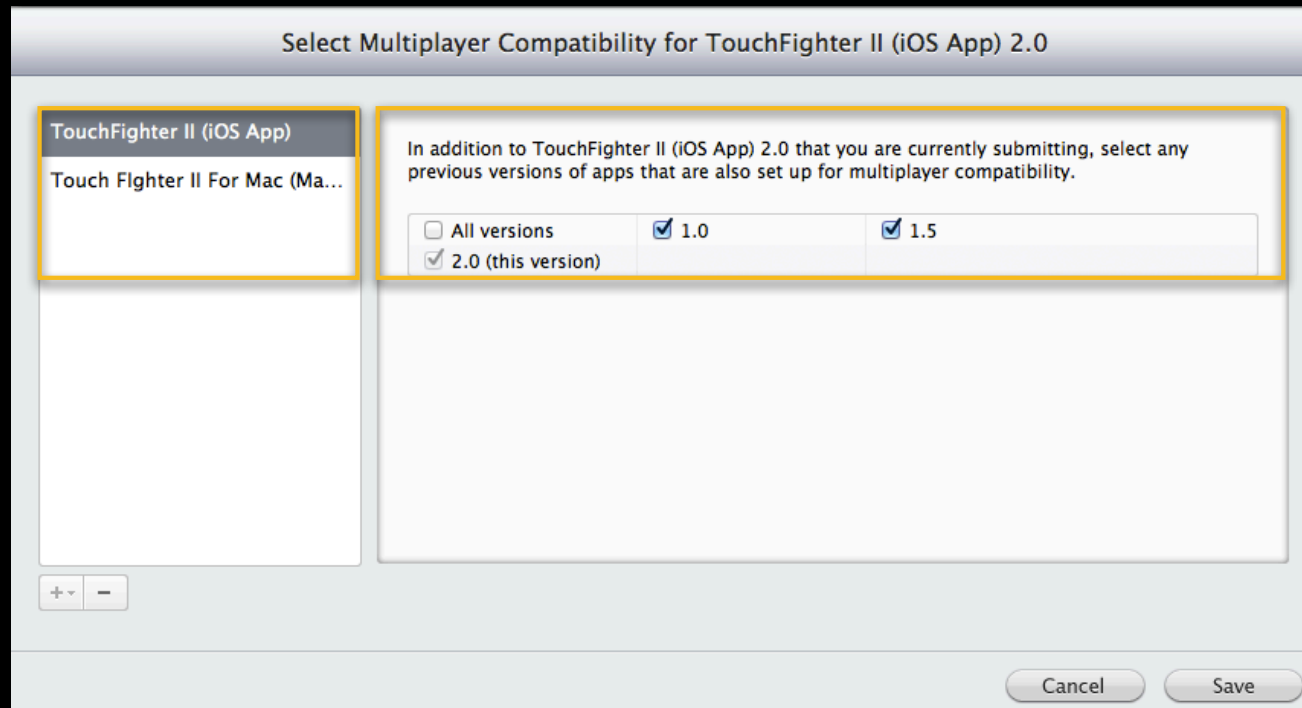 Select Multiplayer Compatibility for TouchFighter II (iOS App) 2.0
TouchFighter II (iOS App)
Touch FIghter II For Mac (Ma...
In addition to TouchFighter II (iOS App) 2.0 that you are currently submitting, select any
previous versions of apps that are also set up for multiplayer compatibility.
All versions 1.0 1.5
2.0 (this version)
Cancel Save